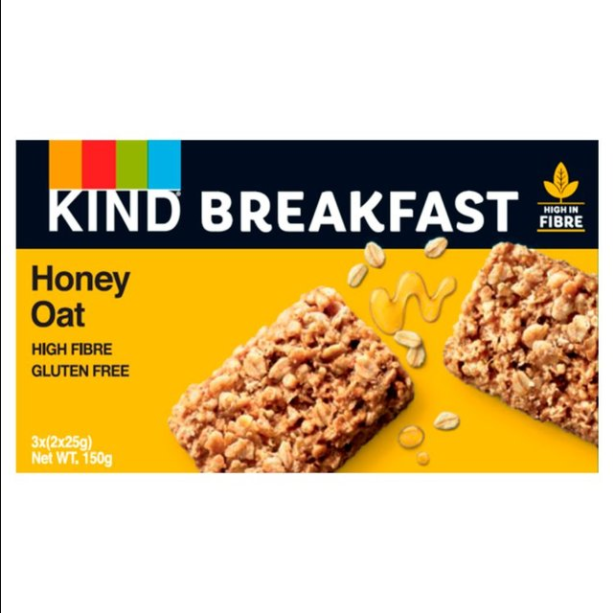 KIND BREAKFAST
HIGH IN
FIBRE
Honey
Oat
HIGH FIBRE
GLUTEN FREE
3x(2x25g)
Net WT, 150g